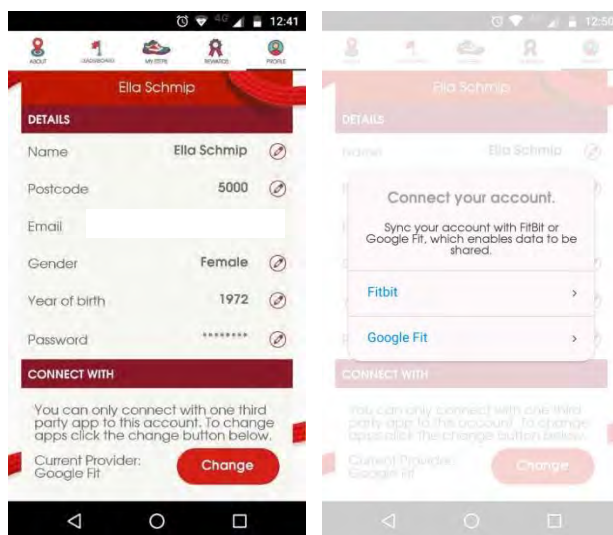 4G 12:41
ABOUT LEADERBOARD MY STEPS REWARDS PROFILE
Ella Schmip
DETAILS
Name Ella Schmip
Postcode 5000
Email
Gender Female
Year of birth 1972
Password ********
CONNECT WITH
You can only connect with one third
party app to this account. To change
apps click the change button below.
Current Provider:
Google Fit
Change
12:50
Ella Schmip
DETAILS
Name Ella Schmip
Connect your account.
Sync your account with FitBit or
Google Fit, which enables data to be
shared.
Fitbit
Google Fit
CONNECT WITH
You can only connect with one third
party app to this account. To change
apps click the change button below.
Current Provider:
Google Fit
Change